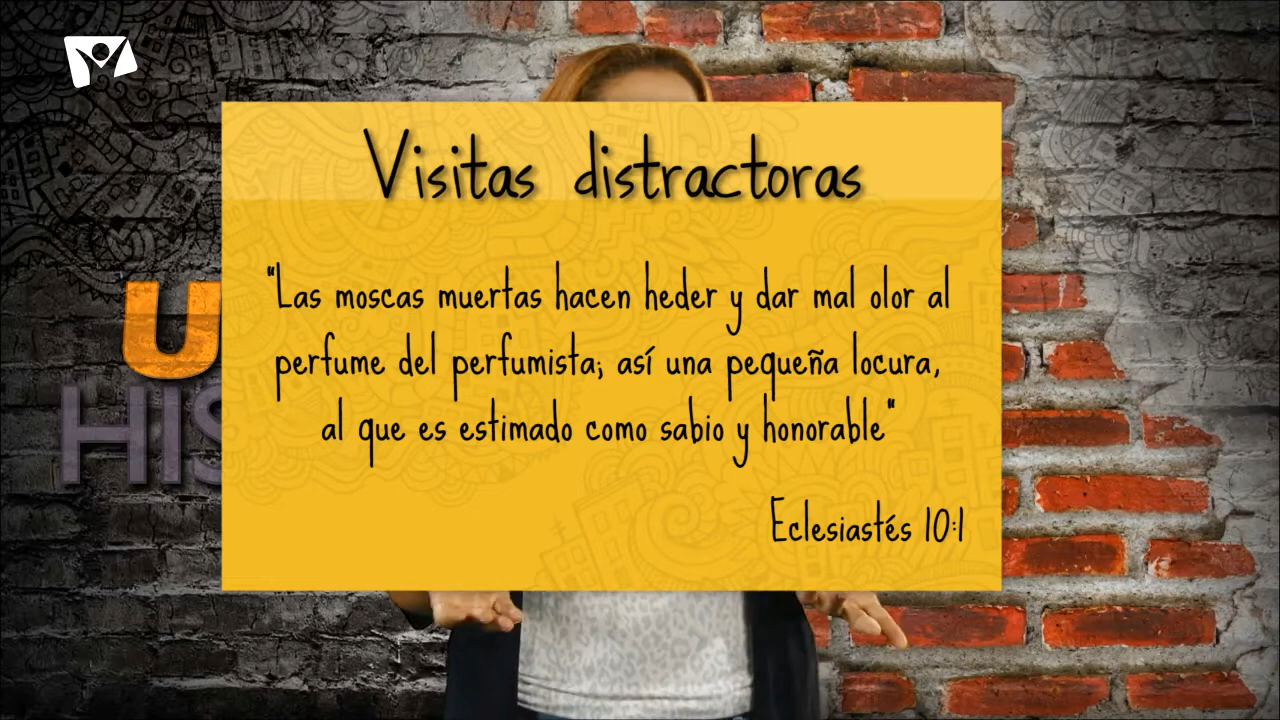 Visitas distractoras
"Las moscas muertas hacen heder y dar mal olor al
perfume del perfumista; así una pequeña locura,
al que es estimado como sabio y honorable"
Eclesiastés 10:1
U
HIS